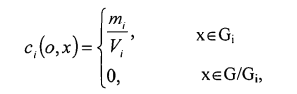 c_i(o,x) = { m_i / V_i, x∈G_i
0, x∈G/G_i,